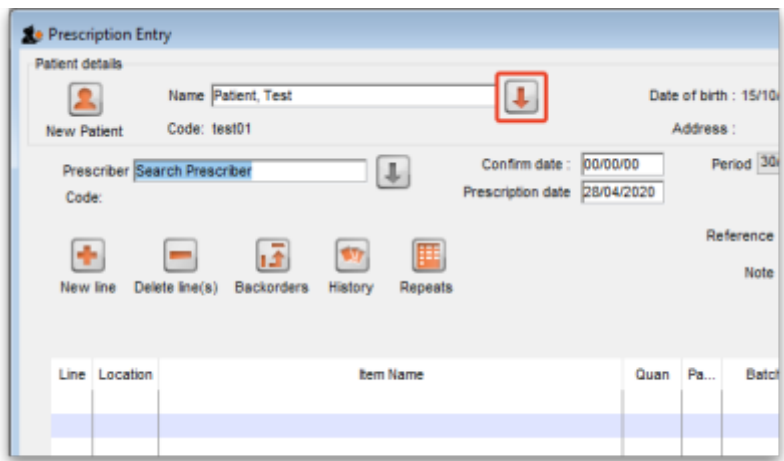 Prescription Entry
Patient details
Name Patient, Test
Date of birth : 15/10
New Patient
Code: test01
Address :
Prescriber Search Prescriber
Confirm date : 00/00/00
Period 30
Code:
Prescription date 28/04/2020
Reference
Note
New line Delete line(s) Backorders History Repeats
Line Location Item Name Quan Pa... Batch